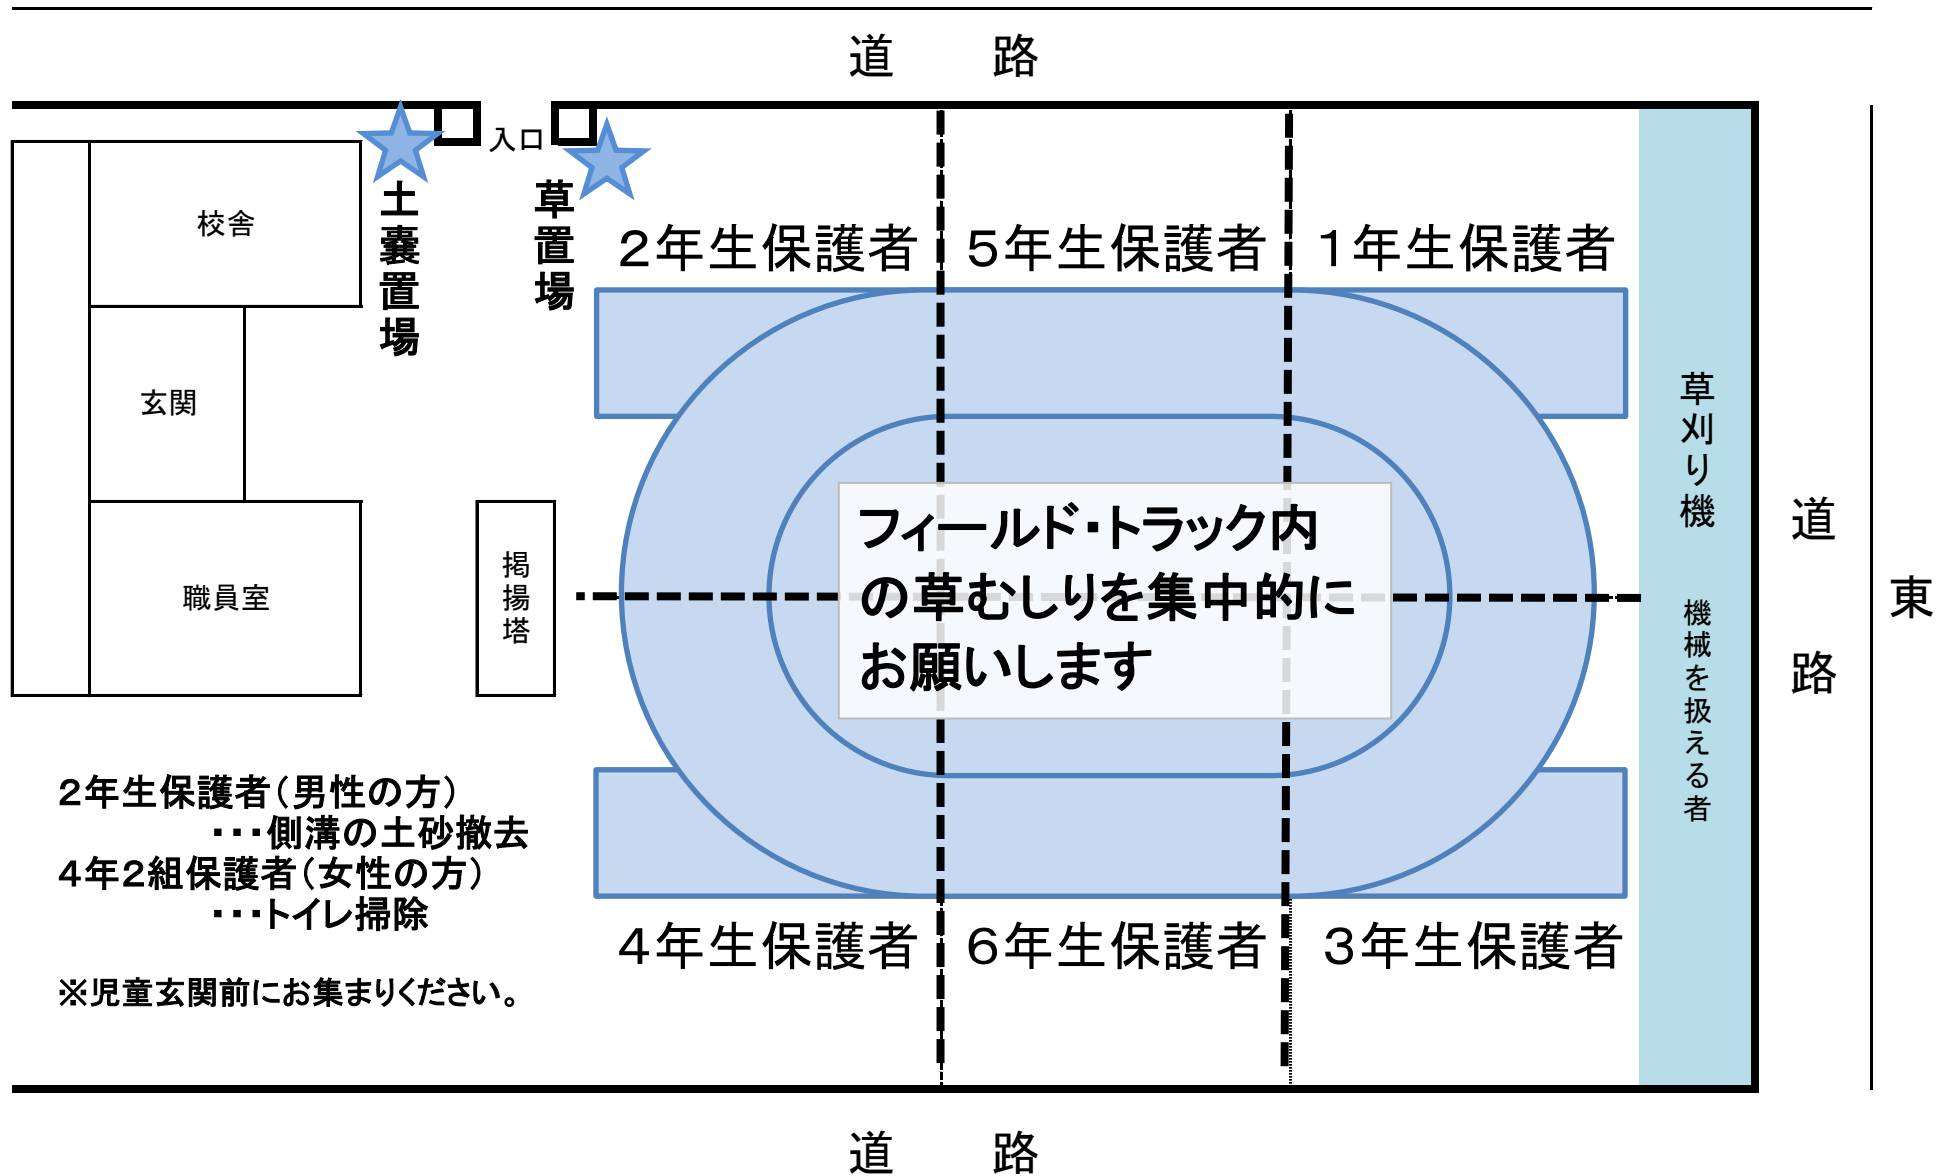 道　路
入口
土嚢置場
草置場
校舎
玄関
職員室
掲揚塔
２年生保護者
５年生保護者
１年生保護者
フィールド・トラック内
の草むしりを集中的に
お願いします
４年生保護者
６年生保護者
３年生保護者
草刈り機　機械を扱える者
道　路
東
２年生保護者（男性の方）
・・・側溝の土砂撤去
４年２組保護者（女性の方）
・・・トイレ掃除
※児童玄関前にお集まりください。
道　路